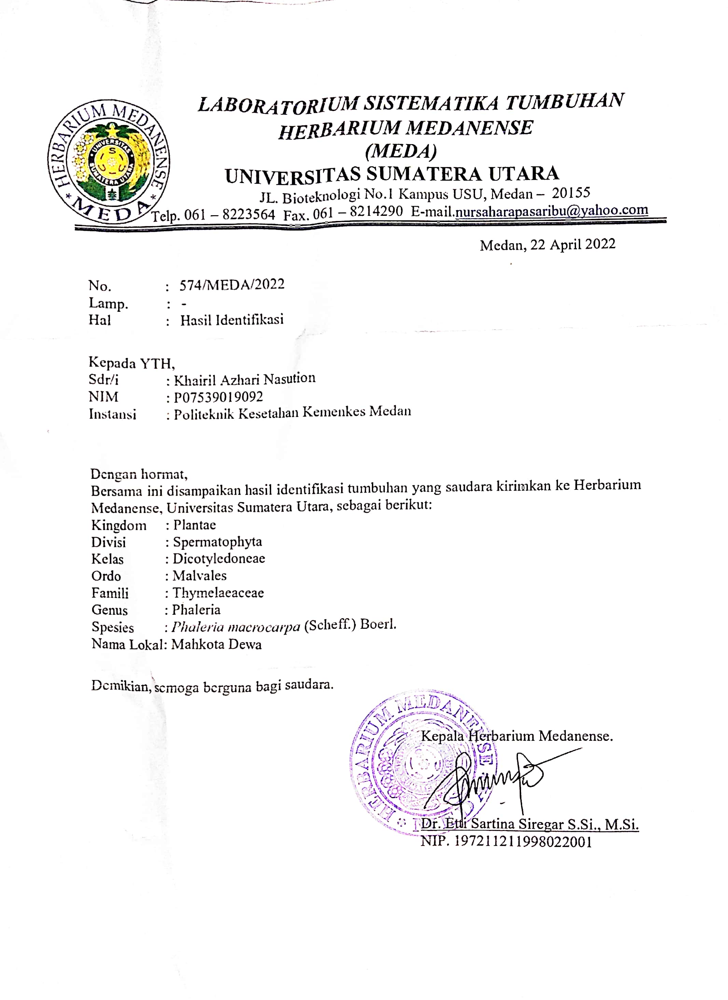 LABORATORIUM SISTEMATIKA TUMBUHAN
HERBARIUM MEDANENSE
(MEDA)
UNIVERSITAS SUMATERA UTARA
JL. Bioteknologi No.1 Kampus USU, Medan – 20155
Telp. 061 – 8223564 Fax. 061 – 8214290 E-mail.nursaharapasaribu@yahoo.com
HERBARIUM MEDANENSE
* MEDA *
UNIVERSITAS
SUMATERA UTARA
Medan, 22 April 2022
No. : 574/MEDA/2022
Lamp. : -
Hal : Hasil Identifikasi
Kepada YTH,
Sdr/i : Khairil Azhari Nasution
NIM : P07539019092
Instansi : Politeknik Kesetahan Kemenkes Medan
Dengan hormat,
Bersama ini disampaikan hasil identifikasi tumbuhan yang saudara kirimkan ke Herbarium
Medanense, Universitas Sumatera Utara, sebagai berikut:
Kingdom : Plantae
Divisi : Spermatophyta
Kelas : Dicotyledoneae
Ordo : Malvales
Famili : Thymelaeaceae
Genus : Phaleria
Spesies : Phaleria macrocarpa (Scheff.) Boerl.
Nama Lokal: Mahkota Dewa
Demikian, semoga berguna bagi saudara.
HERBARIUM MEDANENSE
Kepala Herbarium Medanense.
Dr. Etti Sartina Siregar S.Si., M.Si.
NIP. 197211211998022001